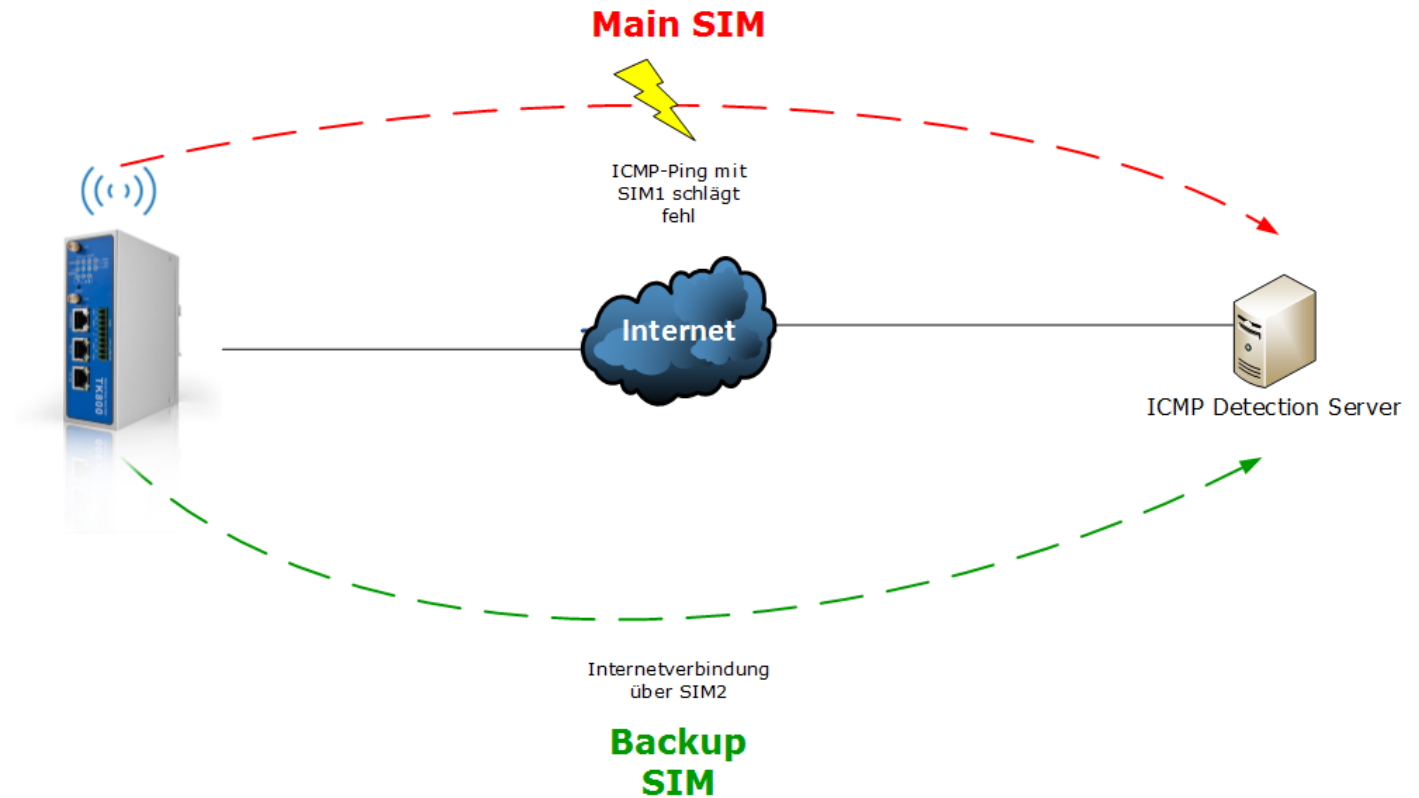 Main SIM
ICMP-Ping mit
SIM1 schlägt
fehl
Internet
TK800
ICMP Detection Server
Internetverbindung
über SIM2
Backup
SIM